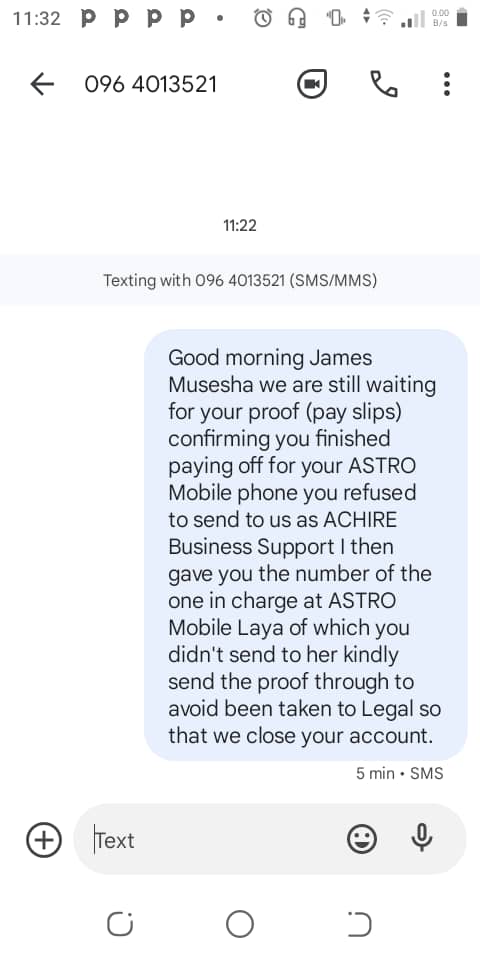 11:32 P P P P • 0.00 B/s
096 4013521
11:22
Texting with 096 4013521 (SMS/MMS)
Good morning James
Musesha we are still waiting
for your proof (pay slips)
confirming you finished
paying off for your ASTRO
Mobile phone you refused
to send to us as ACHIRE
Business Support I then
gave you the number of the
one in charge at ASTRO
Mobile Laya of which you
didn't send to her kindly
send the proof through to
avoid been taken to Legal so
that we close your account.
5 min • SMS
Text